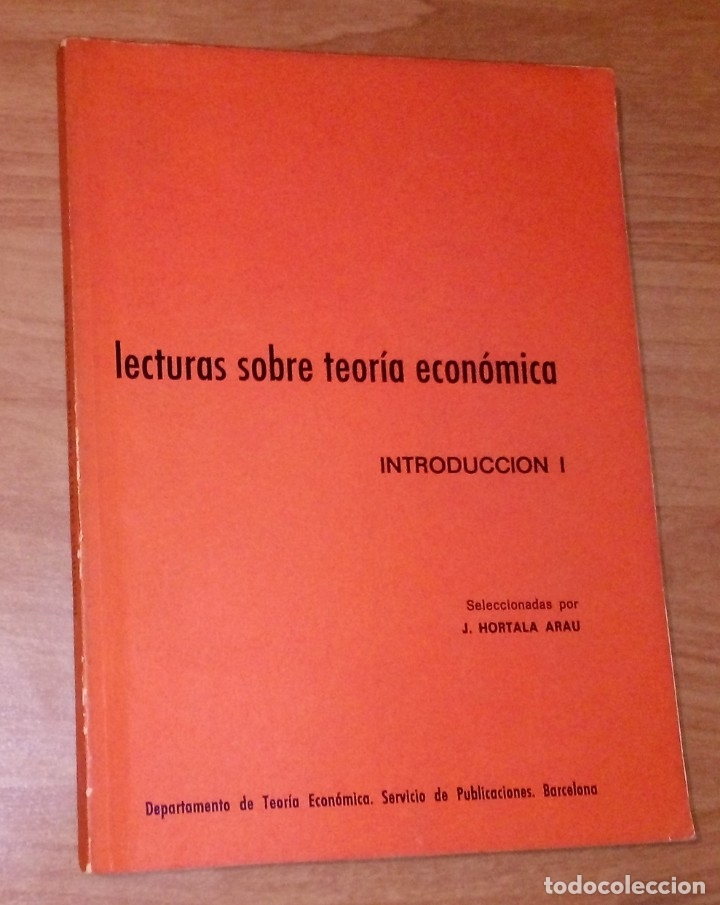 lecturas sobre teoría económica
INTRODUCCION I
Seleccionadas por
J. HORTALA ARAU
Departamento de Teoría Económica. Servicio de Publicaciones. Barcelona
todocoleccion